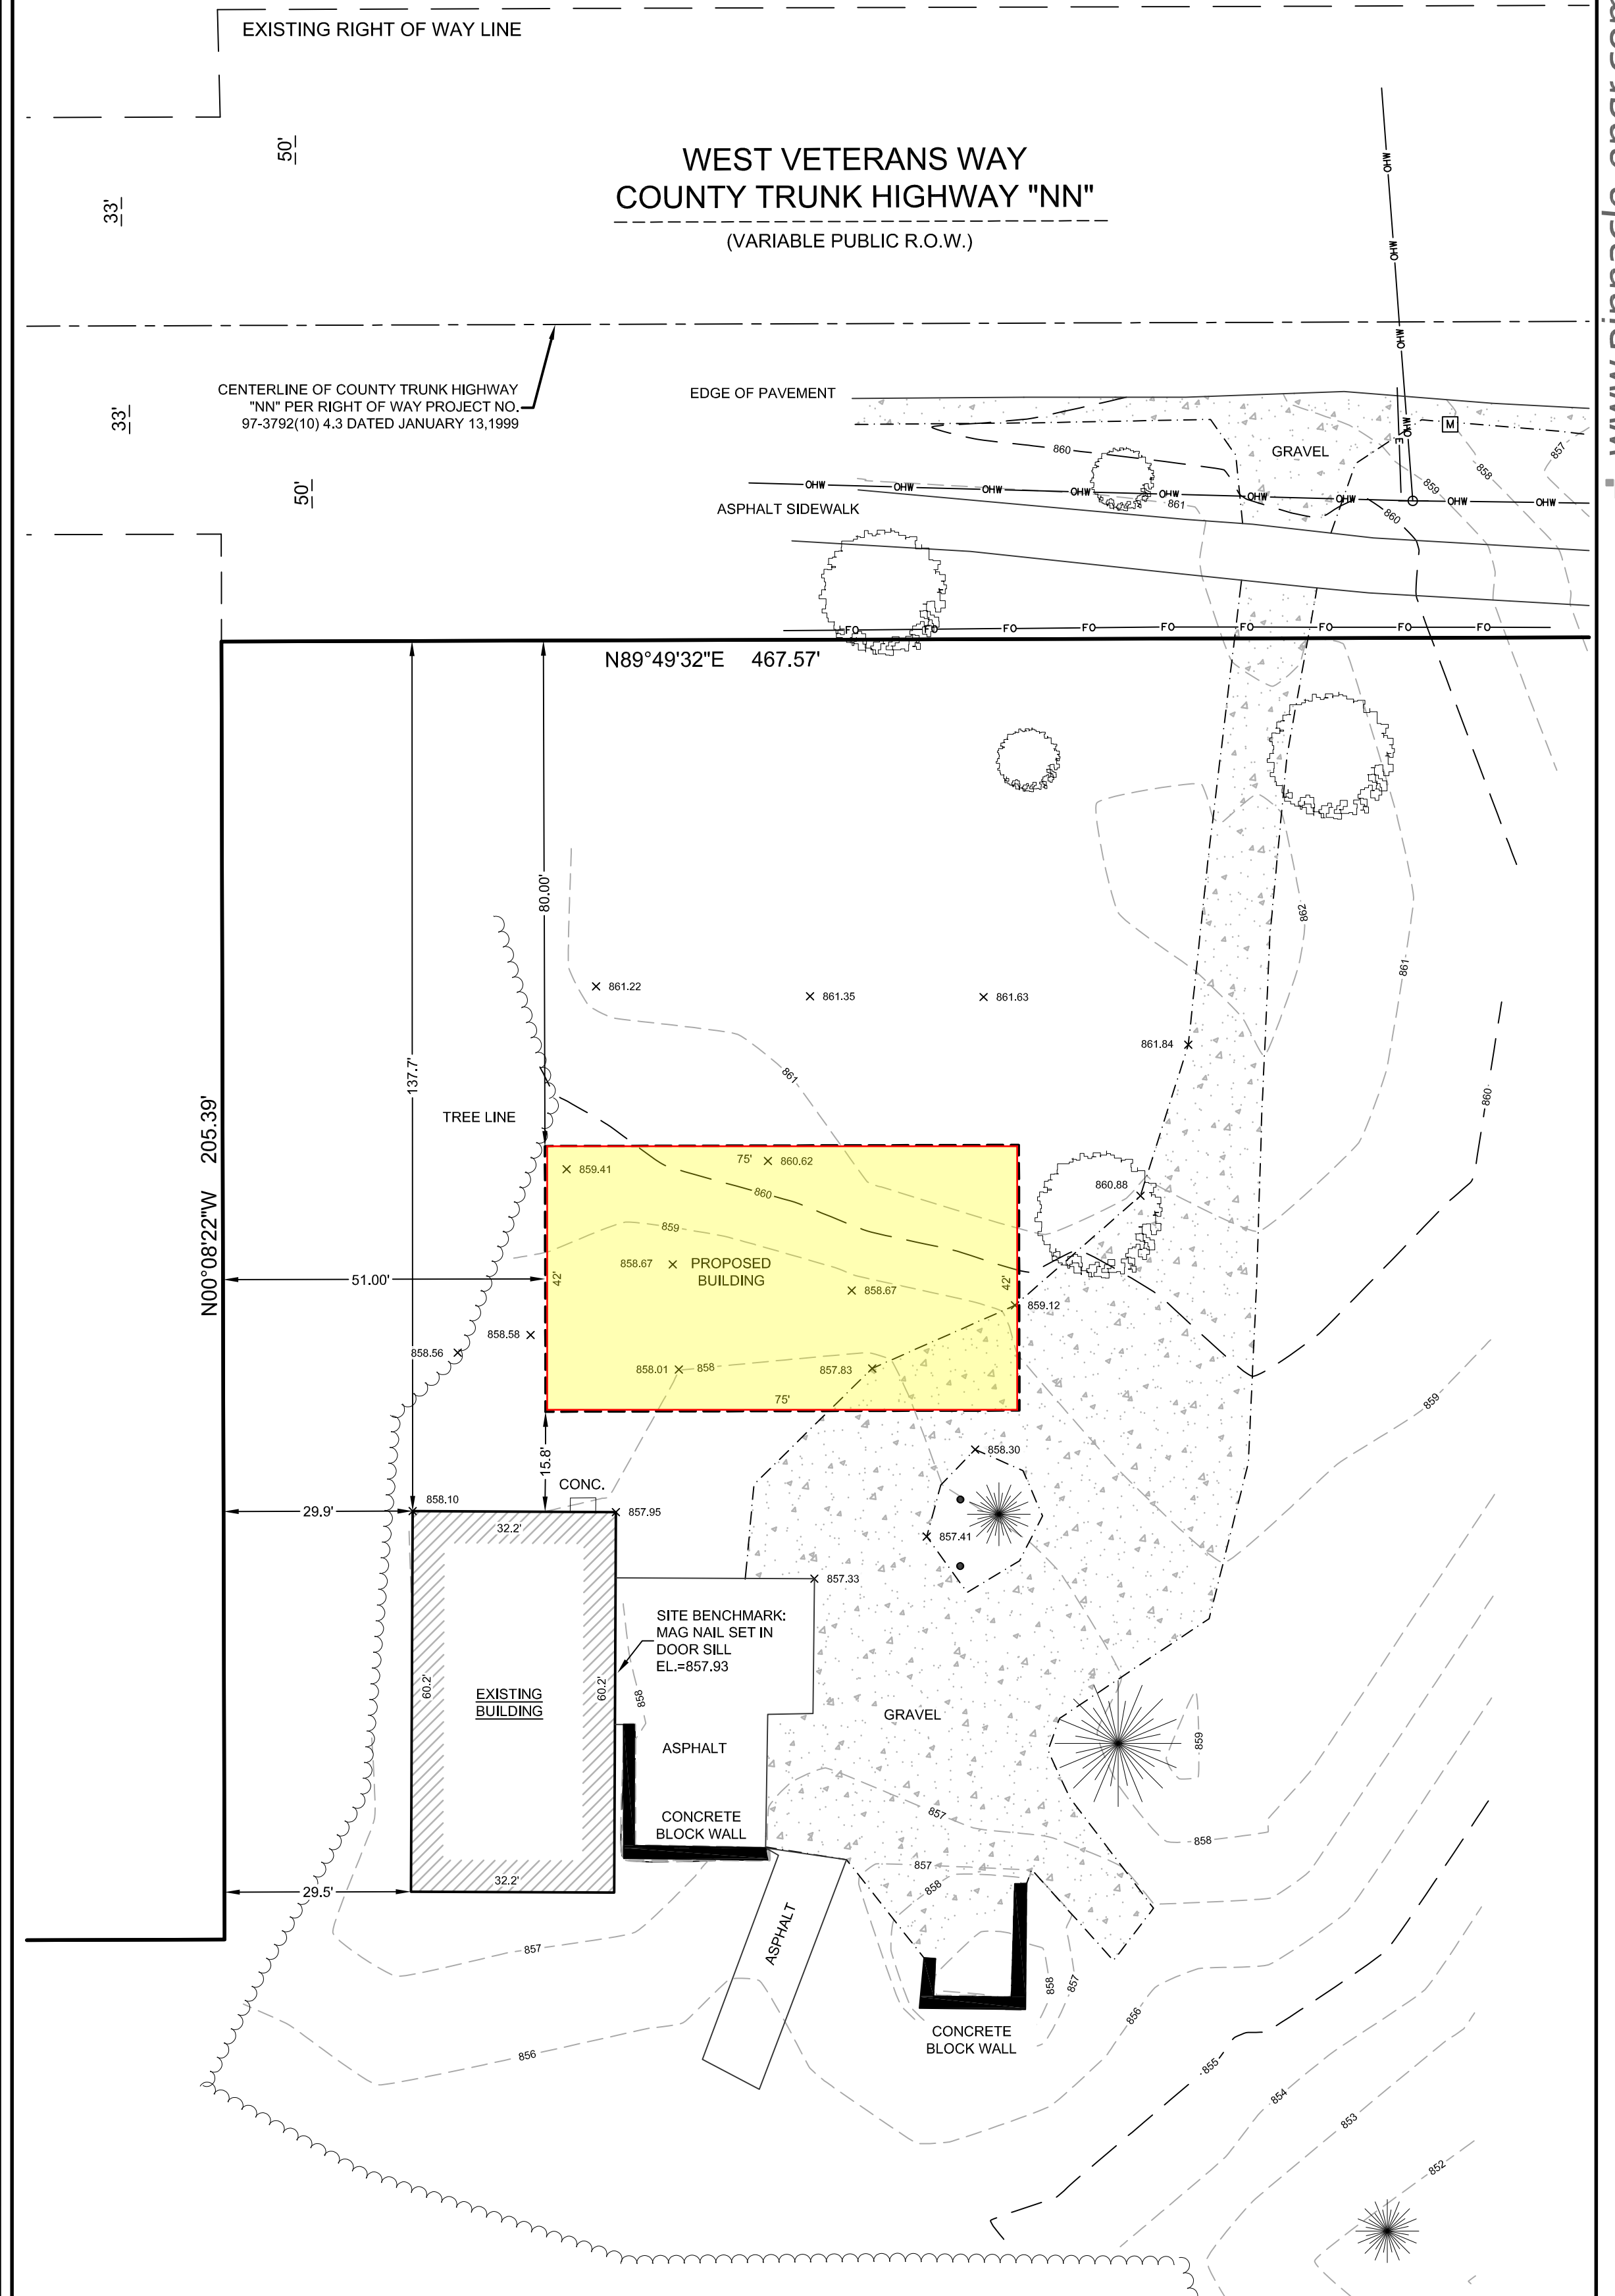 EXISTING RIGHT OF WAY LINE
50'
33'
WEST VETERANS WAY
COUNTY TRUNK HIGHWAY "NN"
(VARIABLE PUBLIC R.O.W.)
OHW
OHW
OHW
OHW
E
CENTERLINE OF COUNTY TRUNK HIGHWAY
"NN" PER RIGHT OF WAY PROJECT NO.
97-3792(10) 4.3 DATED JANUARY 13,1999
33'
50'
EDGE OF PAVEMENT
M
GRAVEL
860
857
858
859
OHW OHW OHW OHW OHW OHW OHW OHW OHW
861
860
ASPHALT SIDEWALK
FO FO FO FO FO FO FO FO FO
N89°49'32"E 467.57'
80.00'
862
861
861.22
861.35
861.63
861.84
137.7'
861
860
N00°08'22"W 205.39'
TREE LINE
859.41
75'
860.62
860.88
860
859
858.67
PROPOSED
BUILDING
858.67
51.00'
42'
42'
859.12
858.58
858.56
858.01
858
857.83
75'
859
15.8'
858.30
CONC.
858.10
857.95
29.9'
32.2'
857.41
857.33
SITE BENCHMARK:
MAG NAIL SET IN
DOOR SILL
EL.=857.93
60.2'
60.2'
858
EXISTING
BUILDING
GRAVEL
ASPHALT
859
CONCRETE
BLOCK WALL
857
858
857
858
32.2'
29.5'
857
ASPHALT
858
857
856
CONCRETE
BLOCK WALL
856
855
854
853
852